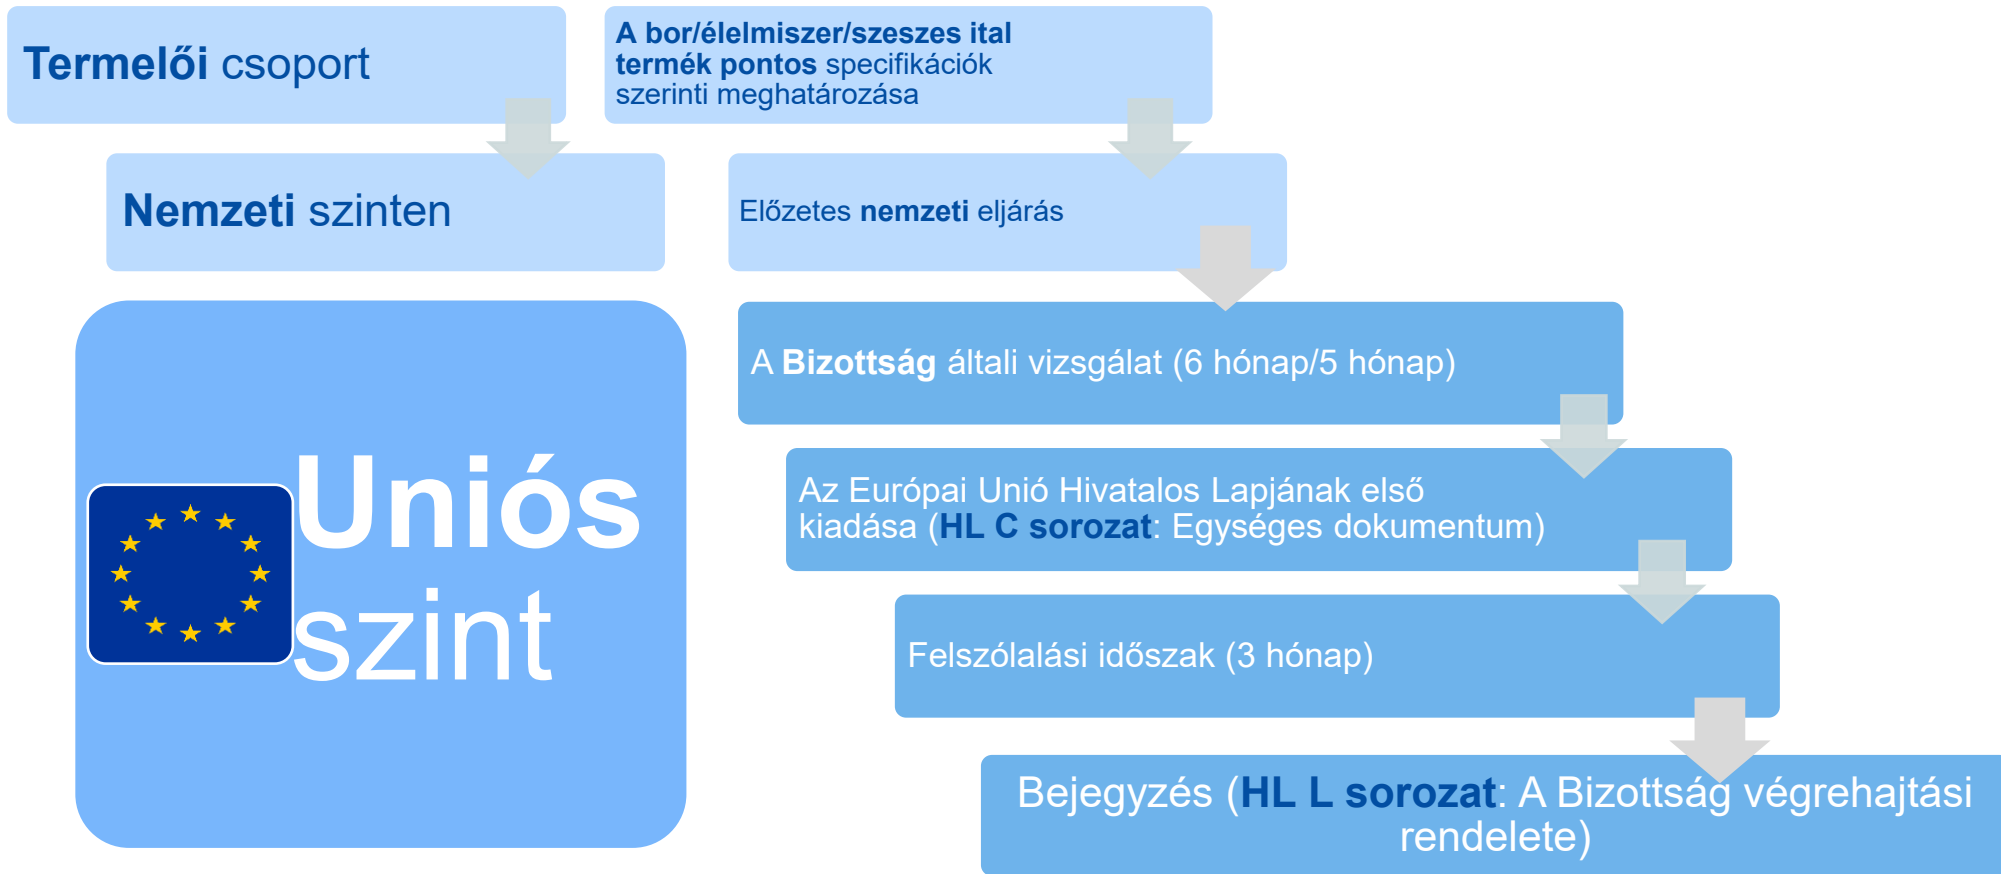 Termelői csoport
A bor/élelmiszer/szeszes ital
termék pontos specifikációk
szerinti meghatározása
Nemzeti szinten
Előzetes nemzeti eljárás
Uniós
szint
A Bizottság általi vizsgálat (6 hónap/5 hónap)
Az Európai Unió Hivatalos Lapjának első
kiadása (HL C sorozat: Egységes dokumentum)
Felszólalási időszak (3 hónap)
Bejegyzés (HL L sorozat: A Bizottság végrehajtási
rendelete)